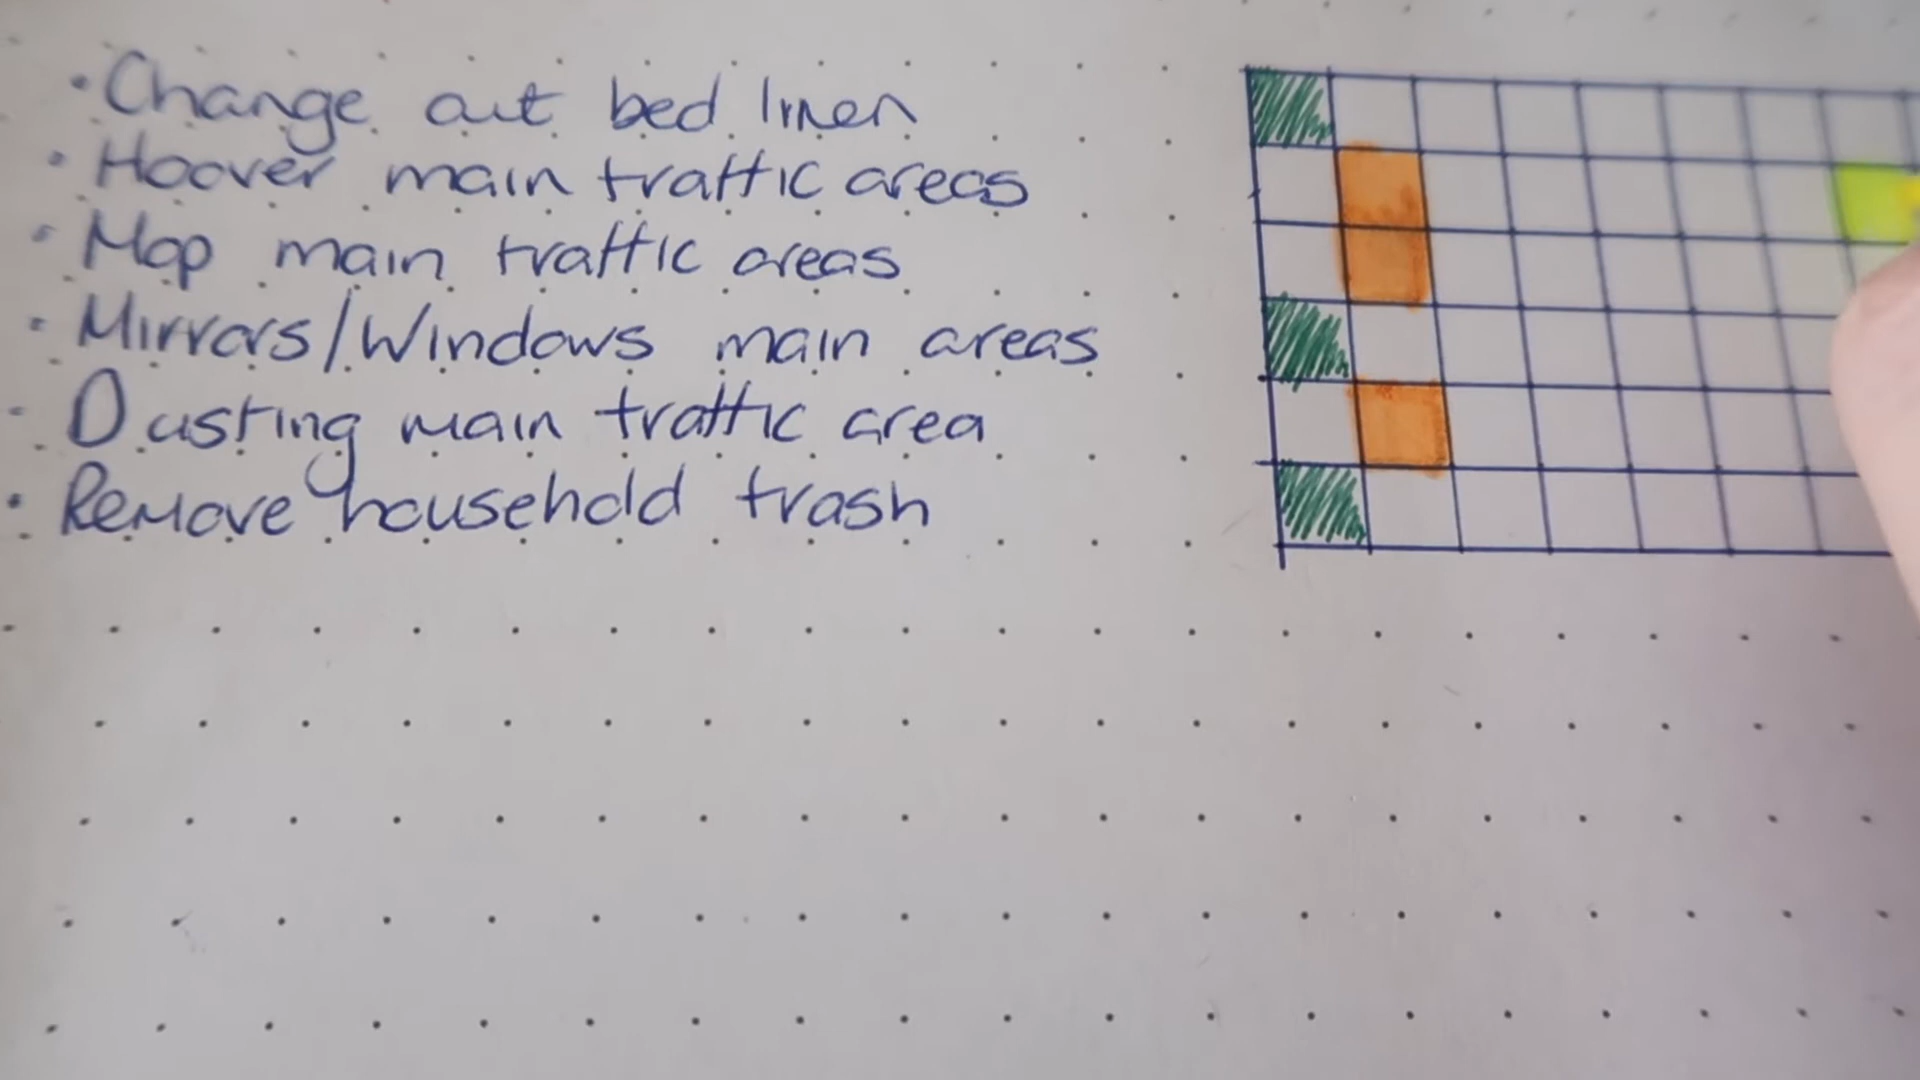 • Change out bed linen
• Hoover main traffic areas
• Mop main traffic areas
• Mirrors/Windows main areas
• Dusting main traffic area
• Remove household trash